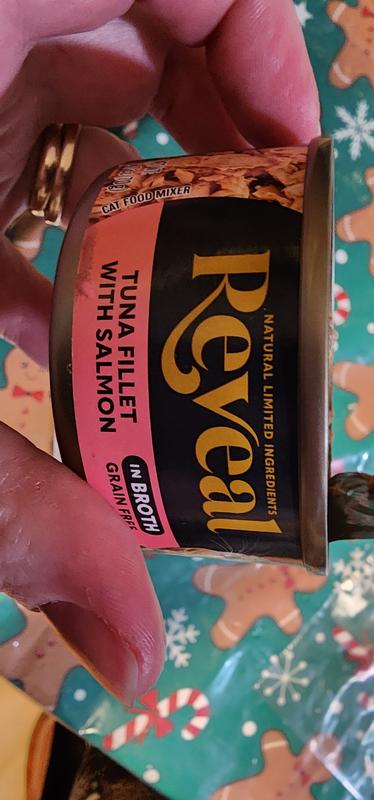 Reveal
NATURAL LIMITED INGREDIENTS
TUNA FILLET
WITH SALMON
IN BROTH
GRAIN FREE
CAT FOOD MIXER